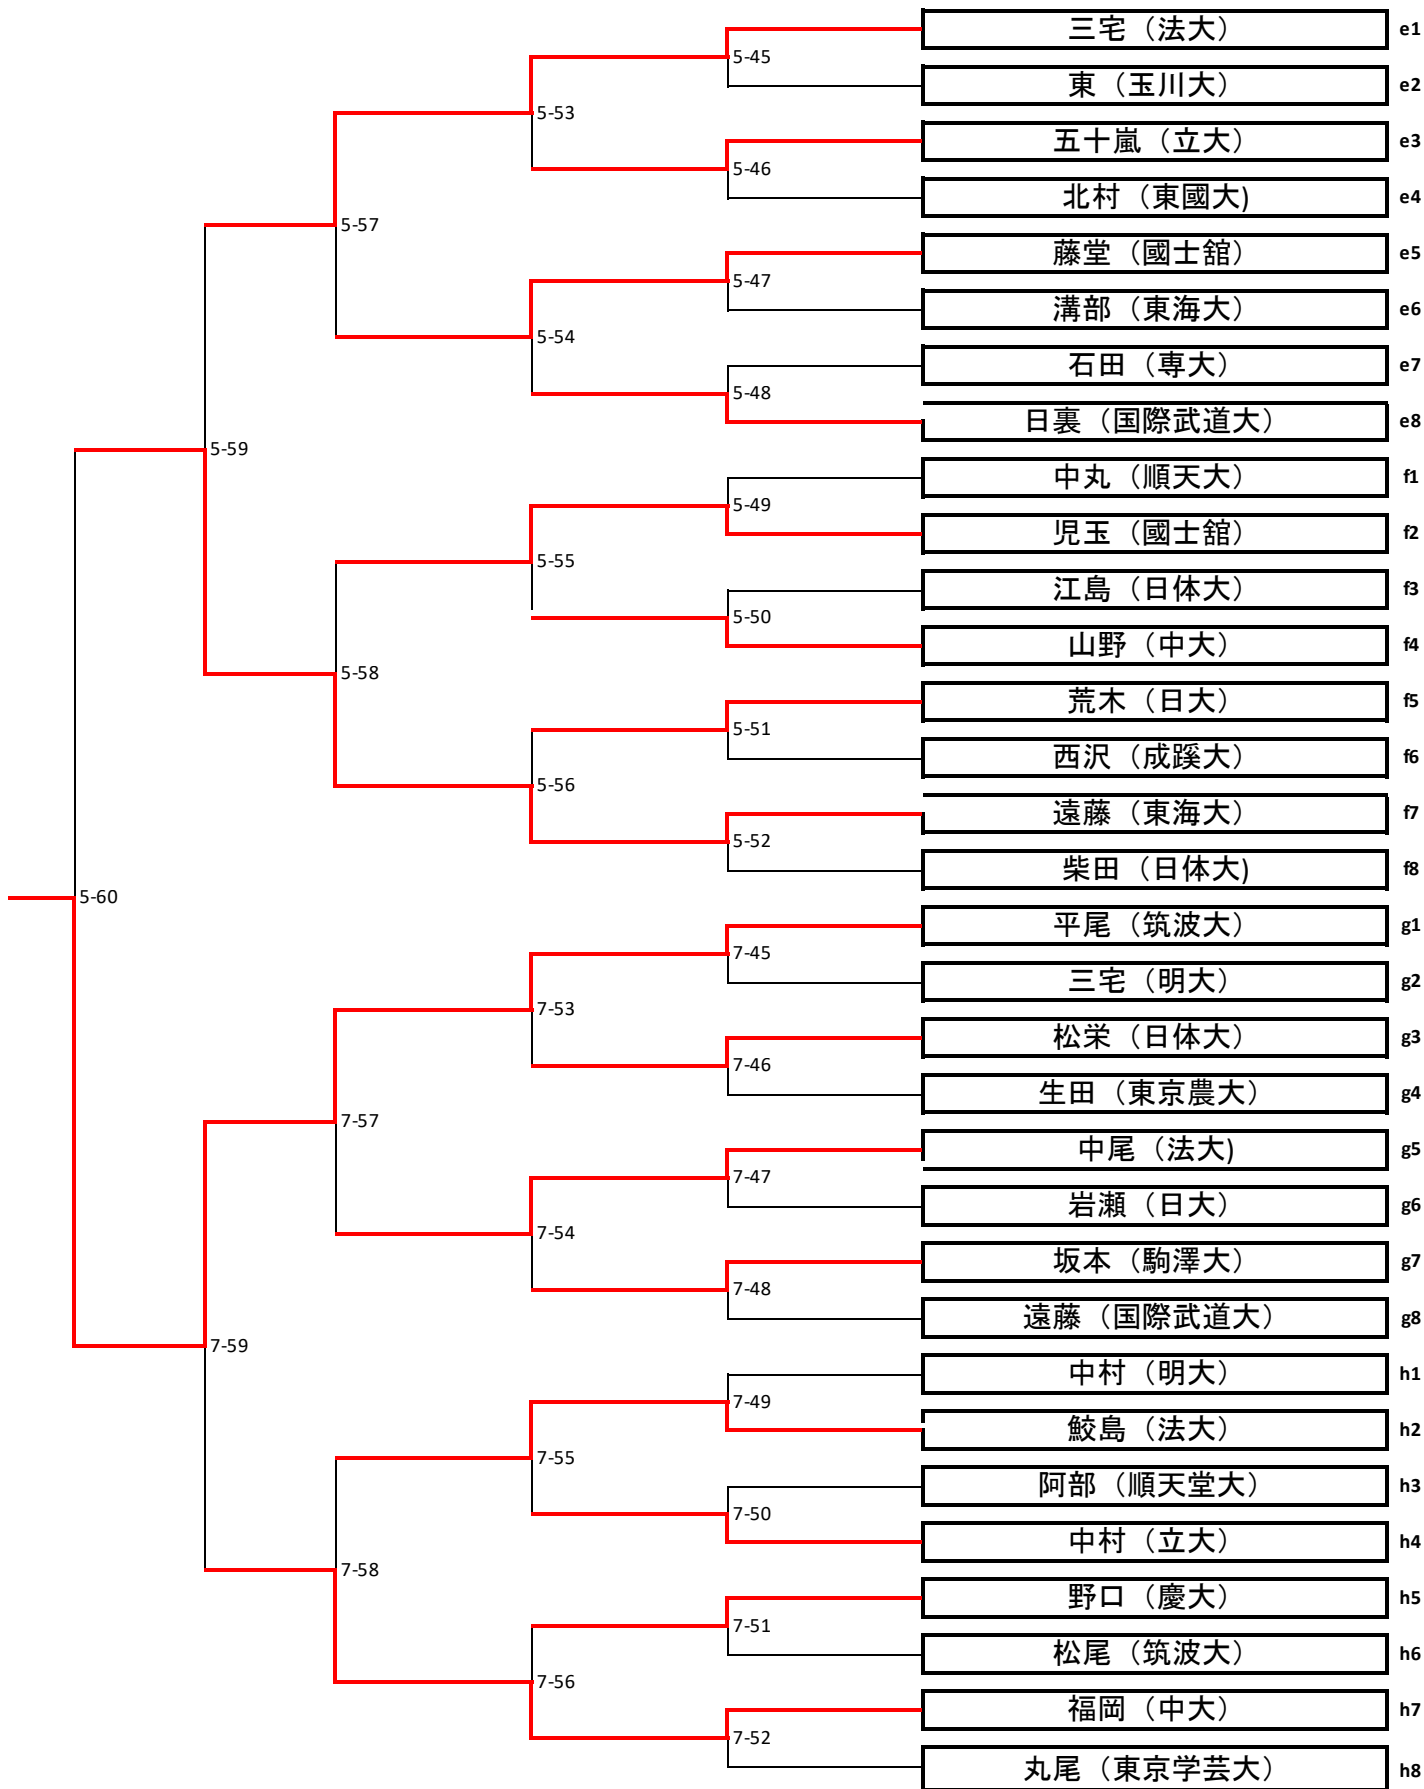 三宅（法大） e1
5-45
東（玉川大） e2
5-53
五十嵐（立大） e3
5-46
北村（東國大) e4
5-57
藤堂（國士舘） e5
5-47
溝部（東海大） e6
5-54
石田（専大） e7
5-48
日裏（国際武道大） e8
5-59
中丸（順天大） f1
5-49
児玉（國士舘） f2
5-55
江島（日体大） f3
5-50
山野（中大） f4
5-58
荒木（日大） f5
5-51
西沢（成蹊大） f6
5-56
遠藤（東海大） f7
5-52
柴田（日体大) f8
5-60
平尾（筑波大） g1
7-45
三宅（明大） g2
7-53
松栄（日体大） g3
7-46
生田（東京農大） g4
7-57
中尾（法大) g5
7-47
岩瀬（日大） g6
7-54
坂本（駒澤大） g7
7-48
遠藤（国際武道大） g8
7-59
中村（明大） h1
7-49
鮫島（法大） h2
7-55
阿部（順天堂大） h3
7-50
中村（立大） h4
7-58
野口（慶大） h5
7-51
松尾（筑波大） h6
7-56
福岡（中大） h7
7-52
丸尾（東京学芸大） h8